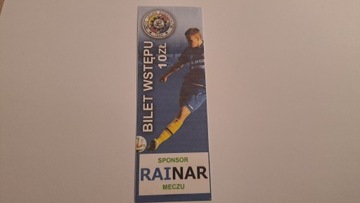 BILET WSTĘPU
10ZŁ
SPONSOR
RAINAR
MECZU